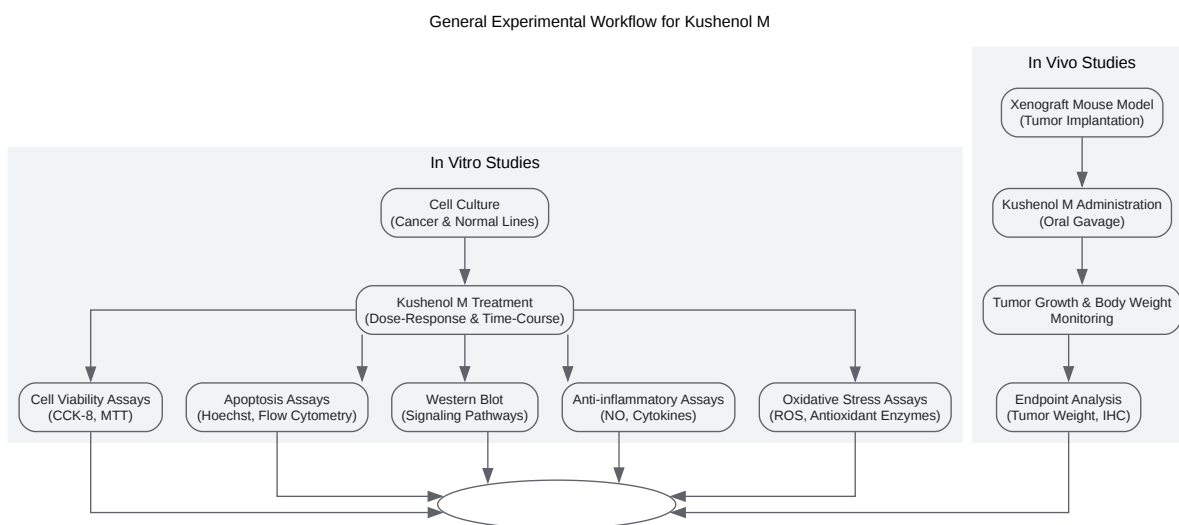 General Experimental Workflow for Kushenol M
In Vivo Studies
Xenograft Mouse Model
(Tumor Implantation)
Kushenol M Administration
(Oral Gavage)
Tumor Growth & Body Weight
Monitoring
Endpoint Analysis
(Tumor Weight, IHC)
In Vitro Studies
Cell Culture
(Cancer & Normal Lines)
Kushenol M Treatment
(Dose-Response & Time-Course)
Cell Viability Assays
(CCK-8, MTT)
Apoptosis Assays
(Hoechst, Flow Cytometry)
Western Blot
(Signaling Pathways)
Anti-inflammatory Assays
(NO, Cytokines)
Oxidative Stress Assays
(ROS, Antioxidant Enzymes)